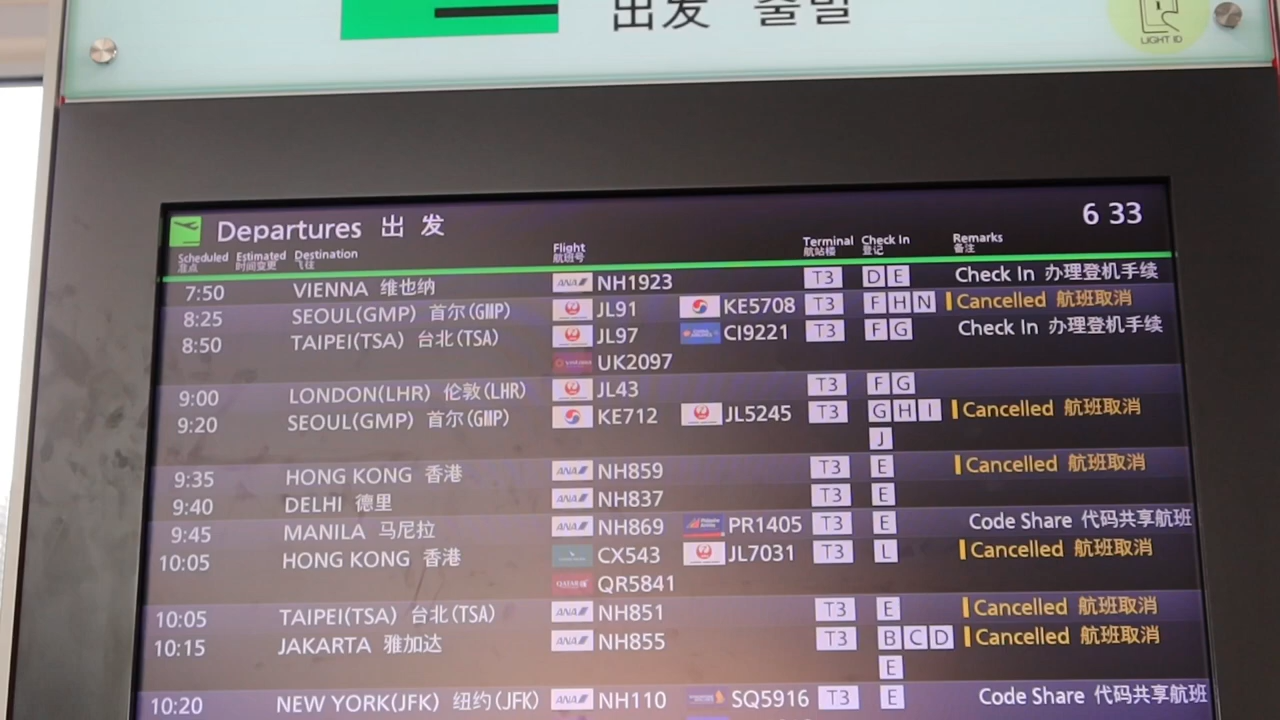 出发 출발
LIGHT ID
Departures 出 发 6 33
Scheduled Estimated Destination Flight Terminal Check In Remarks
准点 时间变更 飞往 航班号 航站楼 登记 备注
7:50 VIENNA 维也纳 ANA NH1923 T3 D E Check In 办理登机手续
8:25 SEOUL(GMP) 首尔(GMP) JL91 KE5708 T3 F H N Cancelled 航班取消
8:50 TAIPEI(TSA) 台北(TSA) JL97 CI9221 T3 F G Check In 办理登机手续
UK2097
9:00 LONDON(LHR) 伦敦(LHR) JL43 T3 F G
9:20 SEOUL(GMP) 首尔(GMP) KE712 JL5245 T3 G H I Cancelled 航班取消
J
9:35 HONG KONG 香港 ANA NH859 T3 E Cancelled 航班取消
9:40 DELHI 德里 ANA NH837 T3 E
9:45 MANILA 马尼拉 ANA NH869 PR1405 T3 E Code Share 代码共享航班
10:05 HONG KONG 香港 CX543 JL7031 T3 L Cancelled 航班取消
QATAR QR5841
10:05 TAIPEI(TSA) 台北(TSA) ANA NH851 T3 E Cancelled 航班取消
10:15 JAKARTA 雅加达 ANA NH855 T3 B C D Cancelled 航班取消
E
10:20 NEW YORK(JFK) 纽约(JFK) ANA NH110 SQ5916 T3 E Code Share 代码共享航班